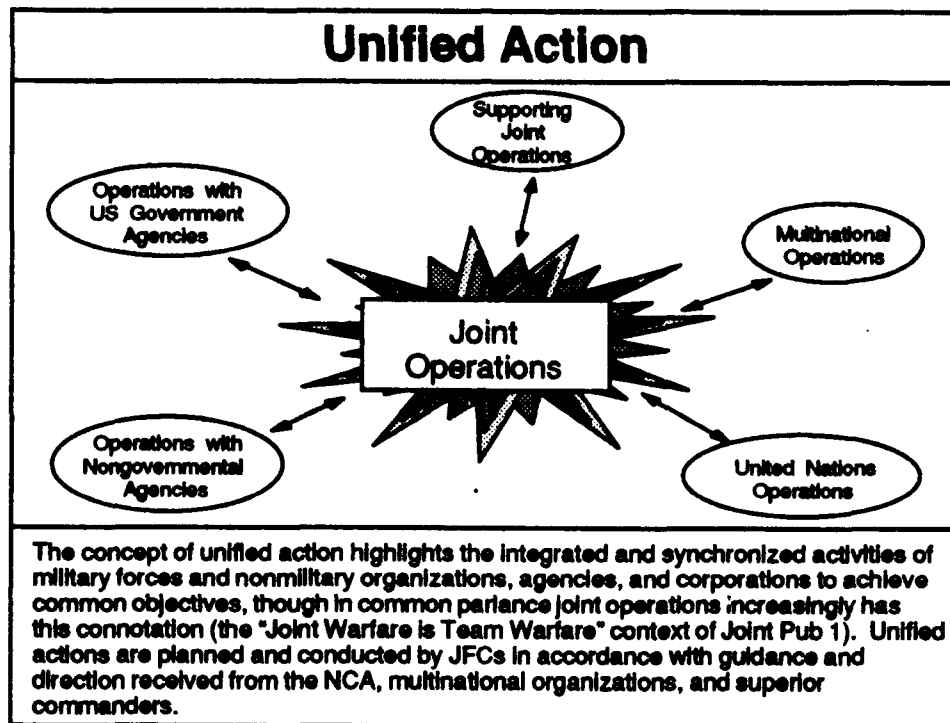 Unified Action
Supporting
Joint
Operations
Operations with
US Government
Agencies
Multinational
Operations
Joint
Operations
Operations with
Nongovernmental
Agencies
United Nations
Operations
The concept of unified action highlights the integrated and synchronized activities of
military forces and nonmilitary organizations, agencies, and corporations to achieve
common objectives, though in common parlance joint operations increasingly has
this connotation (the "Joint Warfare is Team Warfare" context of Joint Pub 1). Unified
actions are planned and conducted by JFCs in accordance with guidance and
direction received from the NCA, multinational organizations, and superior
commanders.